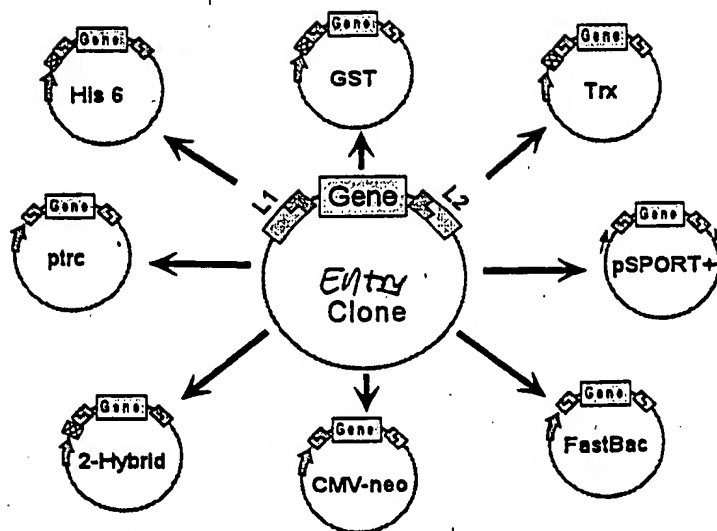 Gene
His 6
Gene
GST
Gene
Trx
L1
Gene
L2
Entry
Clone
Gene
ptrc
Gene
pSPORT+
Gene
2-Hybrid
Gene
CMV-neo
Gene
FastBac